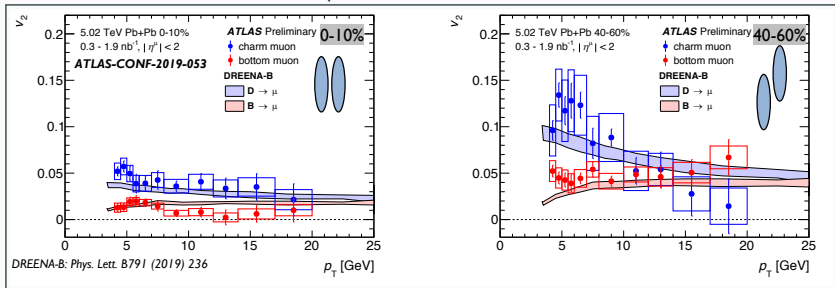 v₂
0.2
0.15
0.1
0.05
0
5.02 TeV Pb+Pb 0-10%
0.3 - 1.9 nb⁻¹, |η^μ| < 2
ATLAS-CONF-2019-053
ATLAS Preliminary
0-10%
charm muon
bottom muon
DREENA-B
D → μ
B → μ
0 5 10 15 20 25
p_T [GeV]
DREENA-B: Phys. Lett. B791 (2019) 236
v₂
0.2
0.15
0.1
0.05
0
5.02 TeV Pb+Pb 40-60%
0.3 - 1.9 nb⁻¹, |η^μ| < 2
ATLAS Preliminary
40-60%
charm muon
bottom muon
DREENA-B
D → μ
B → μ
0 5 10 15 20 25
p_T [GeV]